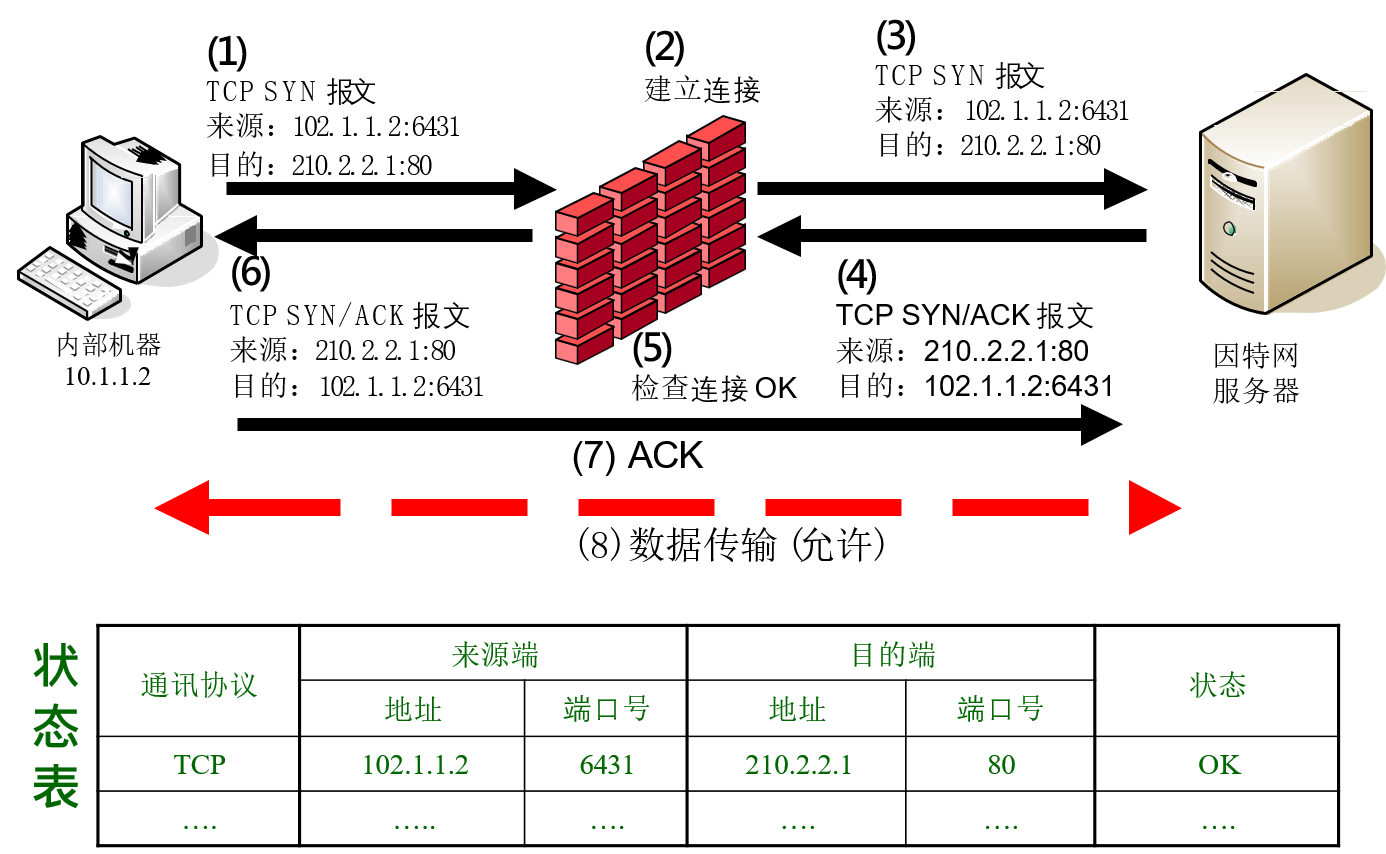 (1)
TCP SYN 报文
来源：102.1.1.2:6431
目的：210.2.2.1:80
(2)
建立连接
(3)
TCP SYN 报文
来源：102.1.1.2:6431
目的：210.2.2.1:80
内部机器
10.1.1.2
(6)
TCP SYN/ACK 报文
来源：210.2.2.1:80
目的：102.1.1.2:6431
(5)
检查连接 OK
(4)
TCP SYN/ACK 报文
来源：210..2.2.1:80
目的：102.1.1.2:6431
因特网
服务器
(7) ACK
(8)数据传输(允许)
状态表
通讯协议 来源端 目的端 状态
地址 端口号 地址 端口号
TCP 102.1.1.2 6431 210.2.2.1 80 OK
.... ..... .... .... .... ....